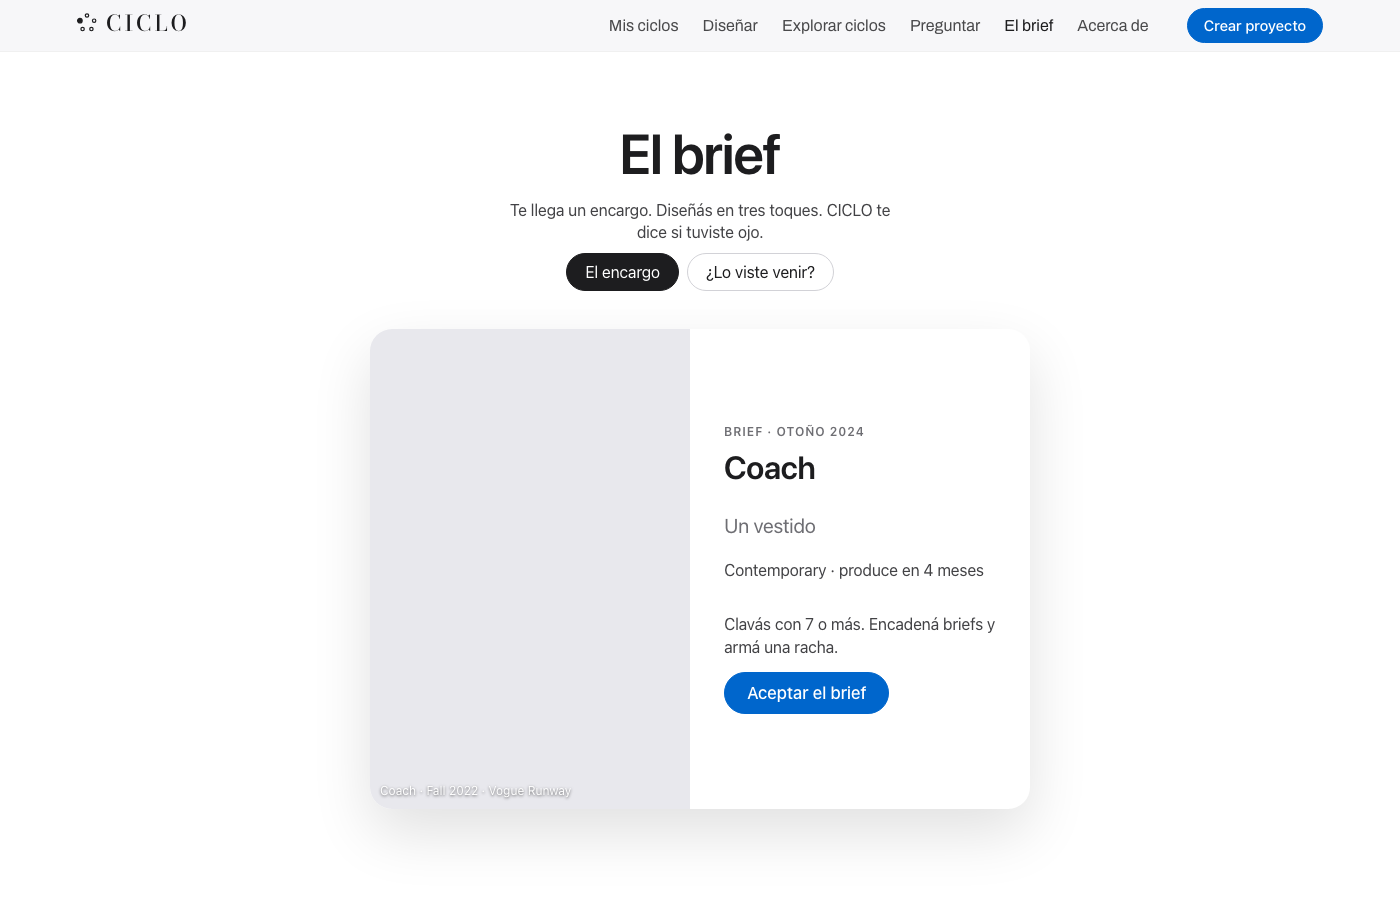 CICLO
Mis ciclos
Diseñar
Explorar ciclos
Preguntar
El brief
Acerca de
Crear proyecto
El brief
Te llega un encargo. Diseñás en tres toques. CICLO te
dice si tuviste ojo.
El encargo
¿Lo viste venir?
BRIEF · OTOÑO 2024
Coach
Un vestido
Contemporary · produce en 4 meses
Clavás con 7 o más. Encadená briefs y
armá una racha.
Aceptar el brief
Coach · Fall 2022 · Vogue Runway